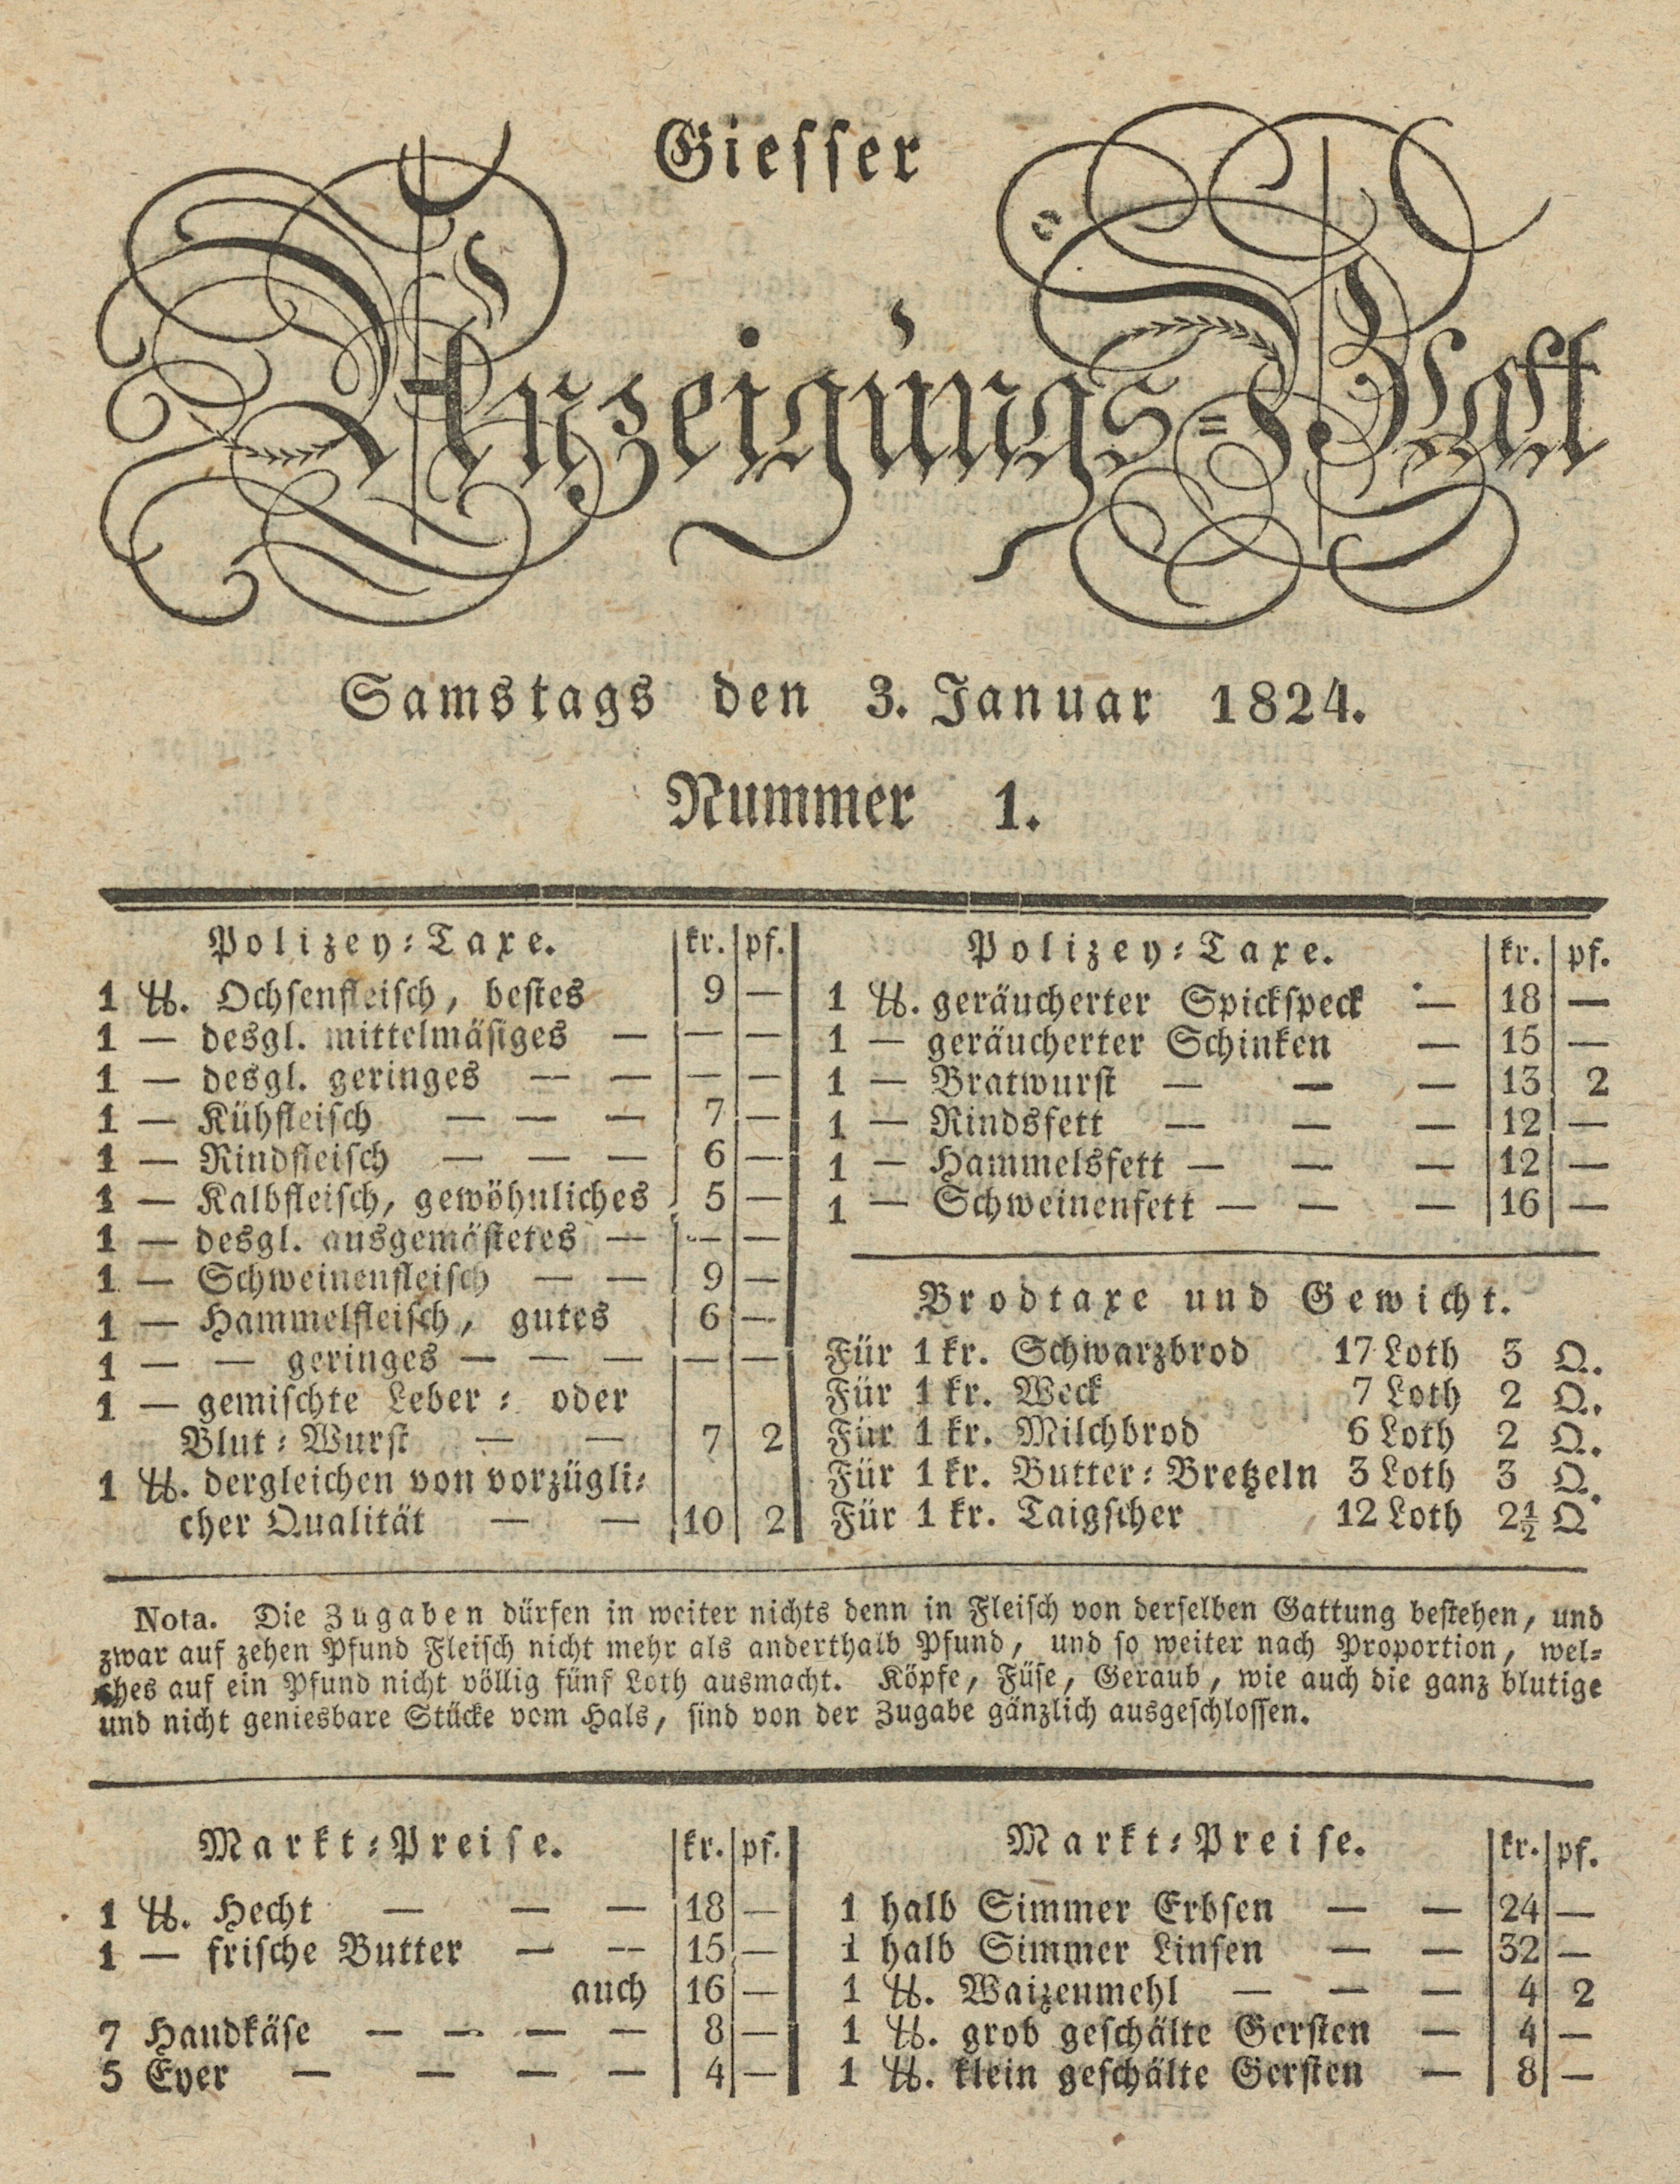 Giesser
Anzeigungs-Blatt
Samstags den 3. Januar 1824.
Nummer 1.
Polizey-Taxe. kr. pf.
1 ℔. Ochsenfleisch, bestes 9 —
1 — desgl. mittelmäsiges — — —
1 — desgl. geringes — — — —
1 — Kühfleisch — — — 7 —
1 — Rindfleisch — — — 6 —
1 — Kalbfleisch, gewöhnliches 5 —
1 — desgl. ausgemästetes — — —
1 — Schweinenfleisch — — 9 —
1 — Hammelfleisch, gutes 6 —
1 — — geringes — — — — —
1 — gemischte Leber- oder
Blut-Wurst — — 7 2
1 ℔. dergleichen von vorzügli-
cher Qualität — — 10 2
Polizey-Taxe. kr. pf.
1 ℔. geräucherter Spickspeck — 18 —
1 — geräucherter Schinken — 15 —
1 — Bratwurst — — — 13 2
1 — Rindsfett — — — 12 —
1 — Hammelsfett — — — 12 —
1 — Schweinenfett — — — 16 —
Brodtaxe und Gewicht.
Für 1 kr. Schwarzbrod 17 Loth 3 Q.
Für 1 kr. Weck 7 Loth 2 Q.
Für 1 kr. Milchbrod 6 Loth 2 Q.
Für 1 kr. Butter-Bretzeln 3 Loth 3 Q.
Für 1 kr. Taigscher 12 Loth 2½ Q
Nota. Die Zugaben dürfen in weiter nichts denn in Fleisch von derselben Gattung bestehen, und
zwar auf zehen Pfund Fleisch nicht mehr als anderthalb Pfund, und so weiter nach Proportion, wel-
ches auf ein Pfund nicht völlig fünf Loth ausmacht. Köpfe, Füse, Geraub, wie auch die ganz blutige
und nicht geniesbare Stücke vom Hals, sind von der Zugabe gänzlich ausgeschlossen.
Markt-Preise. kr. pf.
1 ℔. Hecht — — — 18 —
1 — frische Butter — — 15 —
auch 16 —
7 Handkäse — — — — 8 —
5 Eyer — — — — 4 —
Markt-Preise. kr. pf.
1 halb Simmer Erbsen — — 24 —
1 halb Simmer Linsen — — 32 —
1 ℔. Waizenmehl — — — 4 2
1 ℔. grob geschälte Gersten — 4 —
1 ℔. klein geschälte Gersten — 8 —